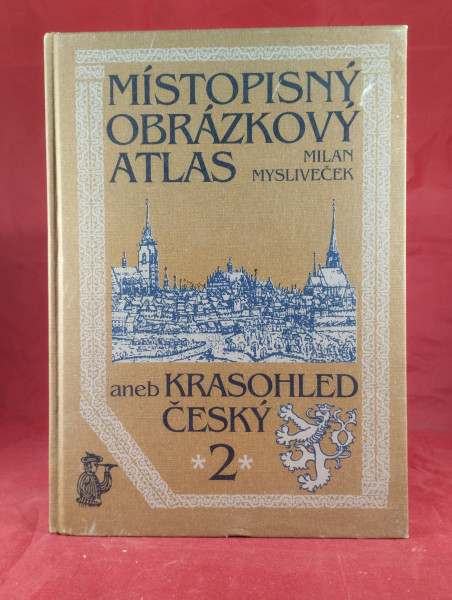 MÍSTOPISNÝ
OBRÁZKOVÝ
ATLAS MILAN
MYSLIVEČEK
aneb KRASOHLED
ČESKÝ
*2*